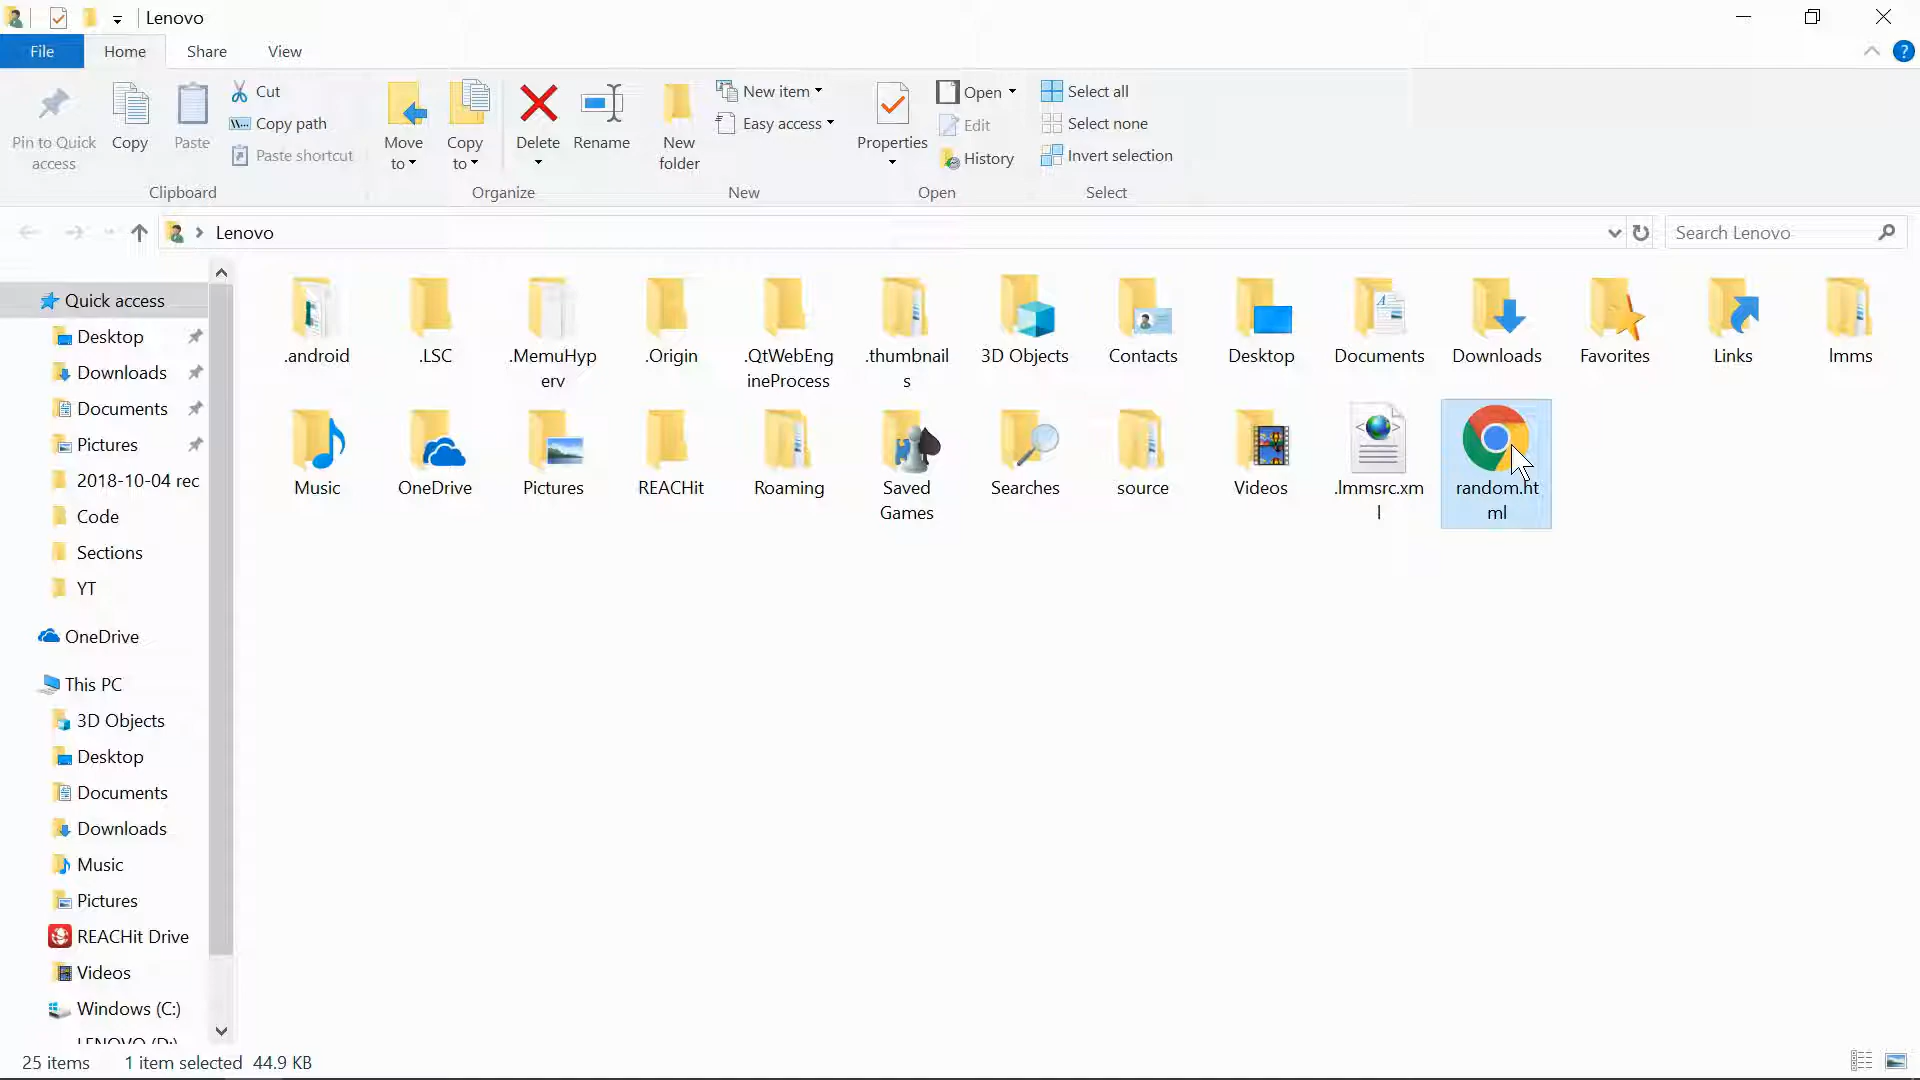 Lenovo
File Home Share View
Pin to Quick
access
Copy
Paste
Cut
Copy path
Paste shortcut
Move
to
Copy
to
Delete
Rename
New
folder
New item
Easy access
Properties
Open
Edit
History
Select all
Select none
Invert selection
Clipboard Organize New Open Select
Lenovo
Search Lenovo
Quick access
Desktop
Downloads
Documents
Pictures
2018-10-04 rec
Code
Sections
YT
OneDrive
This PC
3D Objects
Desktop
Documents
Downloads
Music
Pictures
REACHit Drive
Videos
Windows (C:)
LENOVO (D:)
.android
.LSC
.MemuHyp
erv
.Origin
.QtWebEng
ineProcess
.thumbnail
s
3D Objects
Contacts
Desktop
Documents
Downloads
Favorites
Links
lmms
Music
OneDrive
Pictures
REACHit
Roaming
Saved
Games
Searches
source
Videos
.lmmsrc.xm
l
random.ht
ml
25 items 1 item selected 44.9 KB